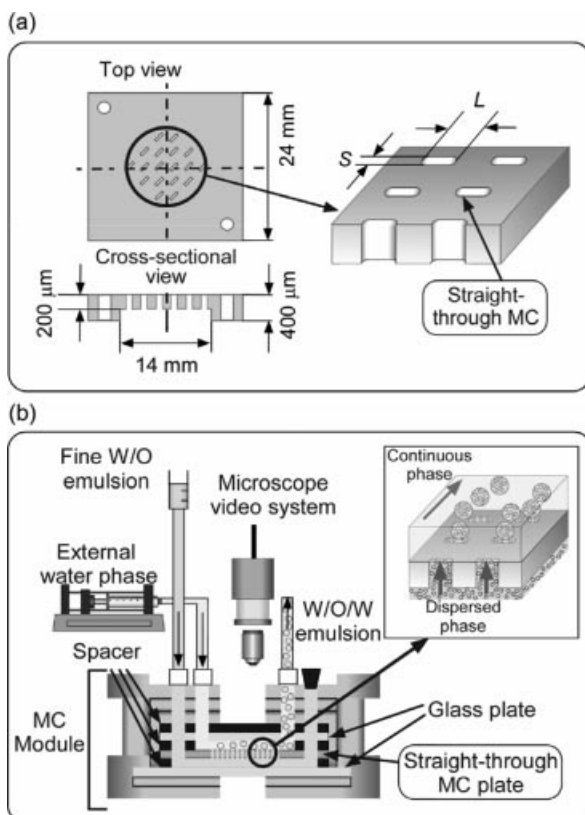 (a)
Top view
L
S
24 mm
Cross-sectional
view
200 μm
400 μm
14 mm
Straight-
through MC
(b)
Fine W/O
emulsion
Microscope
video system
External
water phase
W/O/W
emulsion
Continuous
phase
Dispersed
phase
Spacer
MC
Module
Glass plate
Straight-through
MC plate